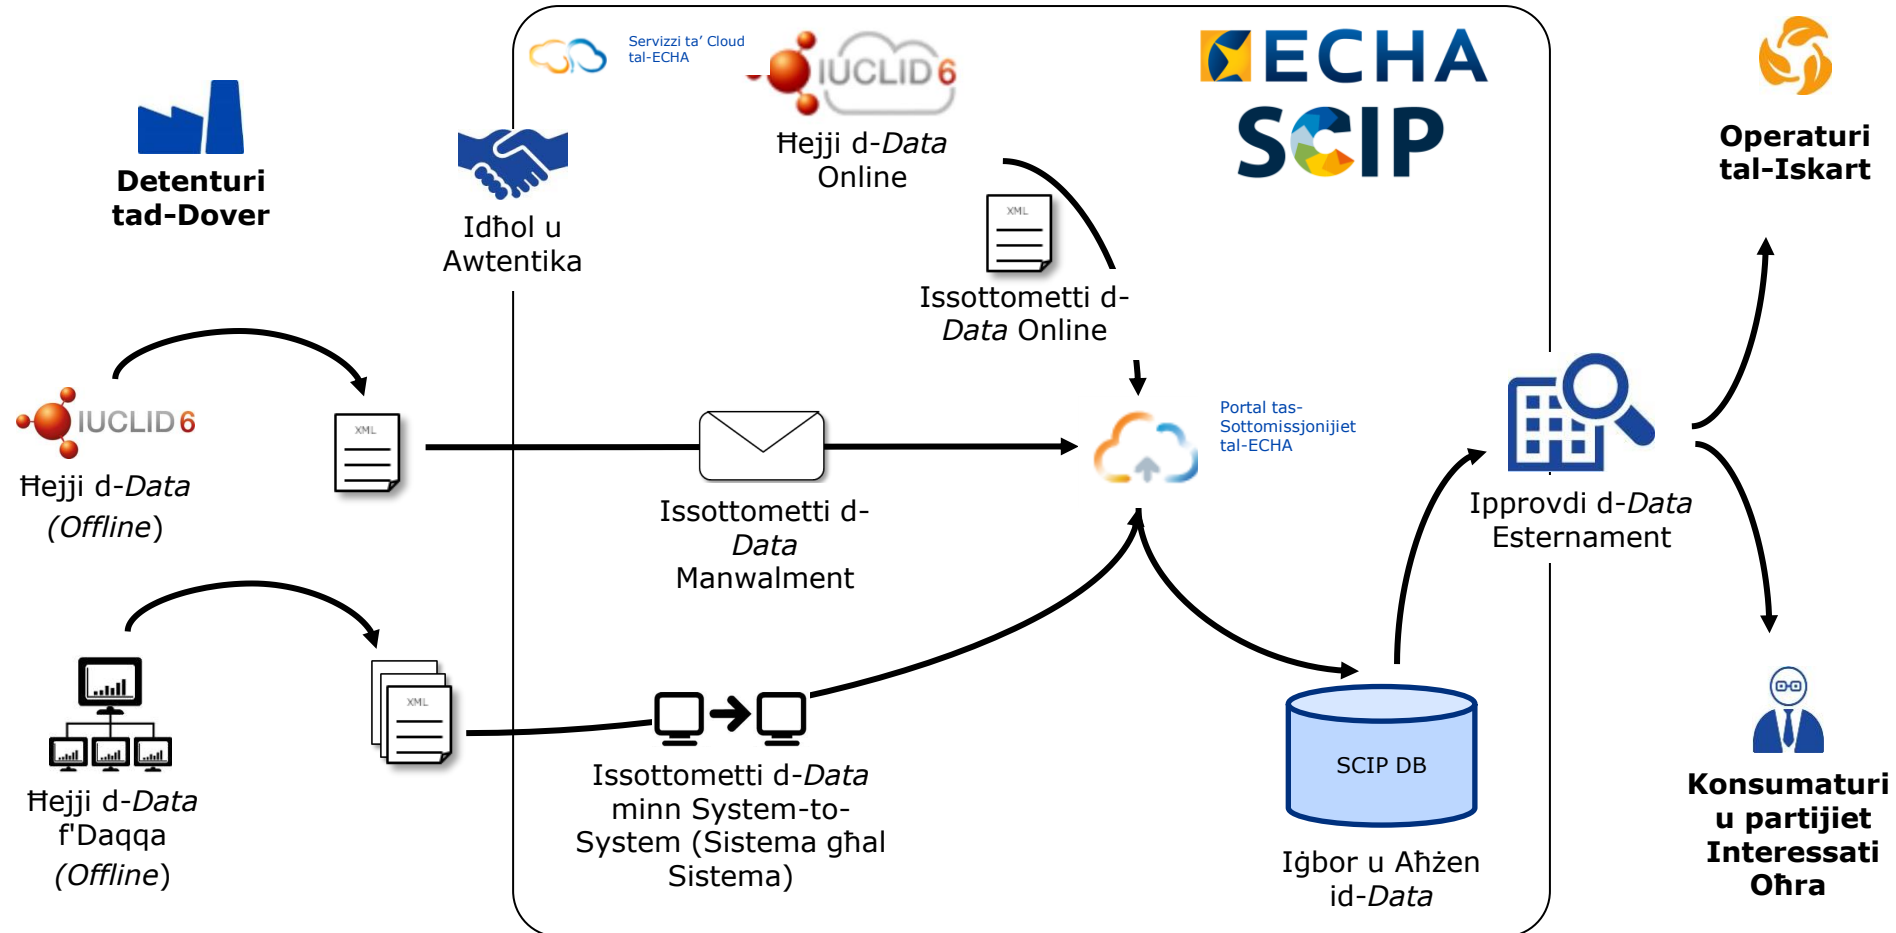 Servizzi ta' Cloud
tal-ECHA
IUCLID 6
Ħejji d-Data
Online
ECHA
SCIP
Operaturi
tal-Iskart
Detenturi
tad-Dover
Idħol u
Awtentika
XML
Issottometti d-
Data Online
IUCLID 6
Ħejji d-Data
(Offline)
XML
Issottometti d-
Data
Manwalment
Portal tas-
Sottomissjonijiet
tal-ECHA
Ipprovdi d-Data
Esternament
Ħejji d-Data
f'Daqqa
(Offline)
XML
Issottometti d-Data
minn System-to-
System (Sistema għal
Sistema)
SCIP DB
Iġbor u Aħżen
id-Data
Konsumaturi
u partijiet
Interessati
Oħra